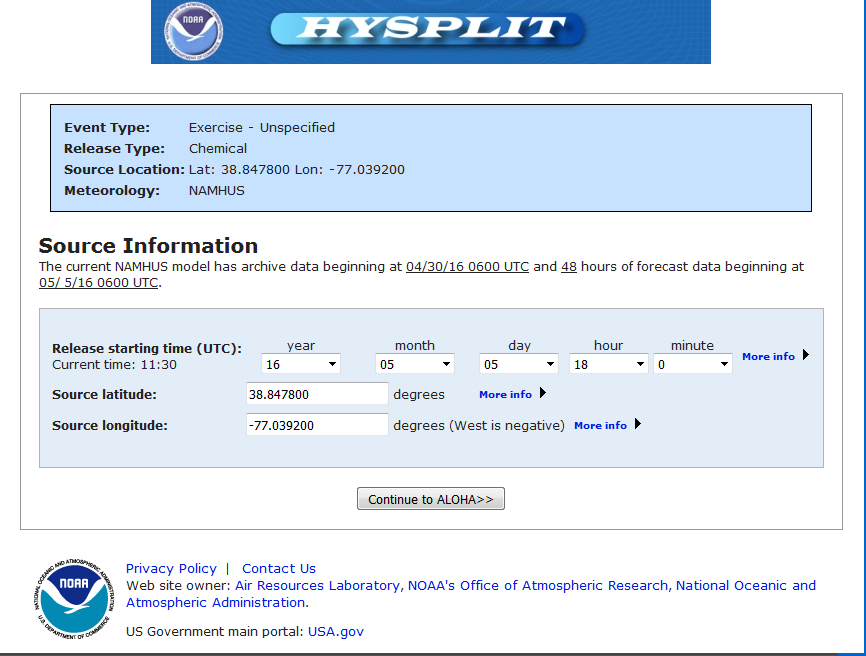 NOAA
HYSPLIT
Event Type: Exercise - Unspecified
Release Type: Chemical
Source Location: Lat: 38.847800 Lon: -77.039200
Meteorology: NAMHUS
Source Information
The current NAMHUS model has archive data beginning at 04/30/16 0600 UTC and 48 hours of forecast data beginning at
05/ 5/16 0600 UTC.
year month day hour minute
Release starting time (UTC): 16 05 05 18 0 More info
Current time: 11:30
Source latitude: 38.847800 degrees More info
Source longitude: -77.039200 degrees (West is negative) More info
Continue to ALOHA>>
NATIONAL OCEANIC AND ATMOSPHERIC ADMINISTRATION
NOAA
U.S. DEPARTMENT OF COMMERCE
Privacy Policy | Contact Us
Web site owner: Air Resources Laboratory, NOAA's Office of Atmospheric Research, National Oceanic and
Atmospheric Administration.
US Government main portal: USA.gov